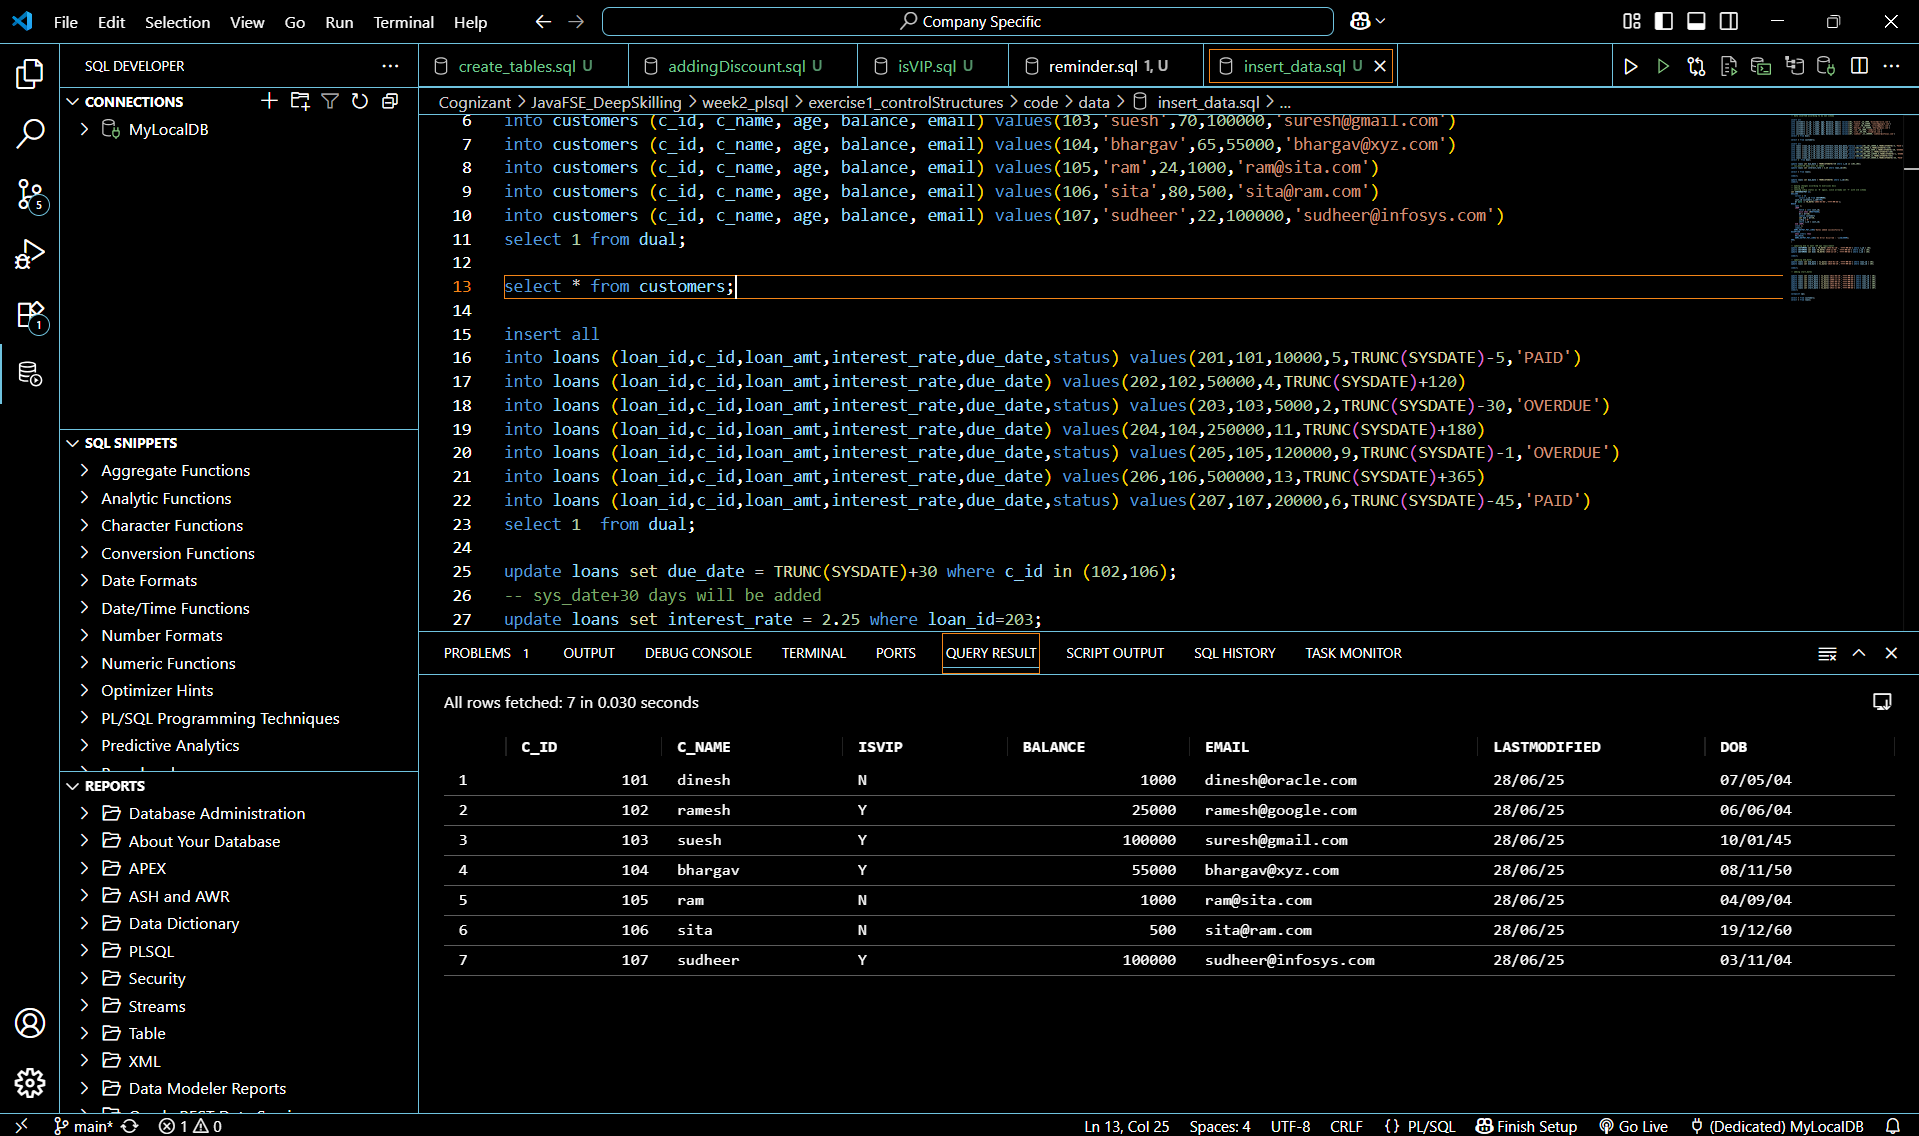 File Edit Selection View Go Run Terminal Help
Company Specific
SQL DEVELOPER
create_tables.sql U
addingDiscount.sql U
isVIP.sql U
reminder.sql 1, U
insert_data.sql U
Cognizant > JavaFSE_DeepSkilling > week2_plsql > exercise1_controlStructures > code > data > insert_data.sql > ...
CONNECTIONS
MyLocalDB
5
1
SQL SNIPPETS
Aggregate Functions
Analytic Functions
Character Functions
Conversion Functions
Date Formats
Date/Time Functions
Number Formats
Numeric Functions
Optimizer Hints
PL/SQL Programming Techniques
Predictive Analytics
REPORTS
Database Administration
About Your Database
APEX
ASH and AWR
Data Dictionary
PLSQL
Security
Streams
Table
XML
Data Modeler Reports
6 into customers (c_id, c_name, age, balance, email) values(103,'suesh',70,100000,'suresh@gmail.com')
7 into customers (c_id, c_name, age, balance, email) values(104,'bhargav',65,55000,'bhargav@xyz.com')
8 into customers (c_id, c_name, age, balance, email) values(105,'ram',24,1000,'ram@sita.com')
9 into customers (c_id, c_name, age, balance, email) values(106,'sita',80,500,'sita@ram.com')
10 into customers (c_id, c_name, age, balance, email) values(107,'sudheer',22,100000,'sudheer@infosys.com')
11 select 1 from dual;
12
13 select * from customers;
14
15 insert all
16 into loans (loan_id,c_id,loan_amt,interest_rate,due_date,status) values(201,101,10000,5,TRUNC(SYSDATE)-5,'PAID')
17 into loans (loan_id,c_id,loan_amt,interest_rate,due_date) values(202,102,50000,4,TRUNC(SYSDATE)+120)
18 into loans (loan_id,c_id,loan_amt,interest_rate,due_date,status) values(203,103,5000,2,TRUNC(SYSDATE)-30,'OVERDUE')
19 into loans (loan_id,c_id,loan_amt,interest_rate,due_date) values(204,104,250000,11,TRUNC(SYSDATE)+180)
20 into loans (loan_id,c_id,loan_amt,interest_rate,due_date,status) values(205,105,120000,9,TRUNC(SYSDATE)-1,'OVERDUE')
21 into loans (loan_id,c_id,loan_amt,interest_rate,due_date) values(206,106,500000,13,TRUNC(SYSDATE)+365)
22 into loans (loan_id,c_id,loan_amt,interest_rate,due_date,status) values(207,107,20000,6,TRUNC(SYSDATE)-45,'PAID')
23 select 1  from dual;
24
25 update loans set due_date = TRUNC(SYSDATE)+30 where c_id in (102,106);
26 -- sys_date+30 days will be added
27 update loans set interest_rate = 2.25 where loan_id=203;
PROBLEMS 1 OUTPUT DEBUG CONSOLE TERMINAL PORTS QUERY RESULT SCRIPT OUTPUT SQL HISTORY TASK MONITOR
All rows fetched: 7 in 0.030 seconds
C_ID C_NAME ISVIP BALANCE EMAIL LASTMODIFIED DOB
1 101 dinesh N 1000 dinesh@oracle.com 28/06/25 07/05/04
2 102 ramesh Y 25000 ramesh@google.com 28/06/25 06/06/04
3 103 suesh Y 100000 suresh@gmail.com 28/06/25 10/01/45
4 104 bhargav Y 55000 bhargav@xyz.com 28/06/25 08/11/50
5 105 ram N 1000 ram@sita.com 28/06/25 04/09/04
6 106 sita N 500 sita@ram.com 28/06/25 19/12/60
7 107 sudheer Y 100000 sudheer@infosys.com 28/06/25 03/11/04
main* 1 0 Ln 13, Col 25 Spaces: 4 UTF-8 CRLF {} PL/SQL Finish Setup Go Live (Dedicated) MyLocalDB